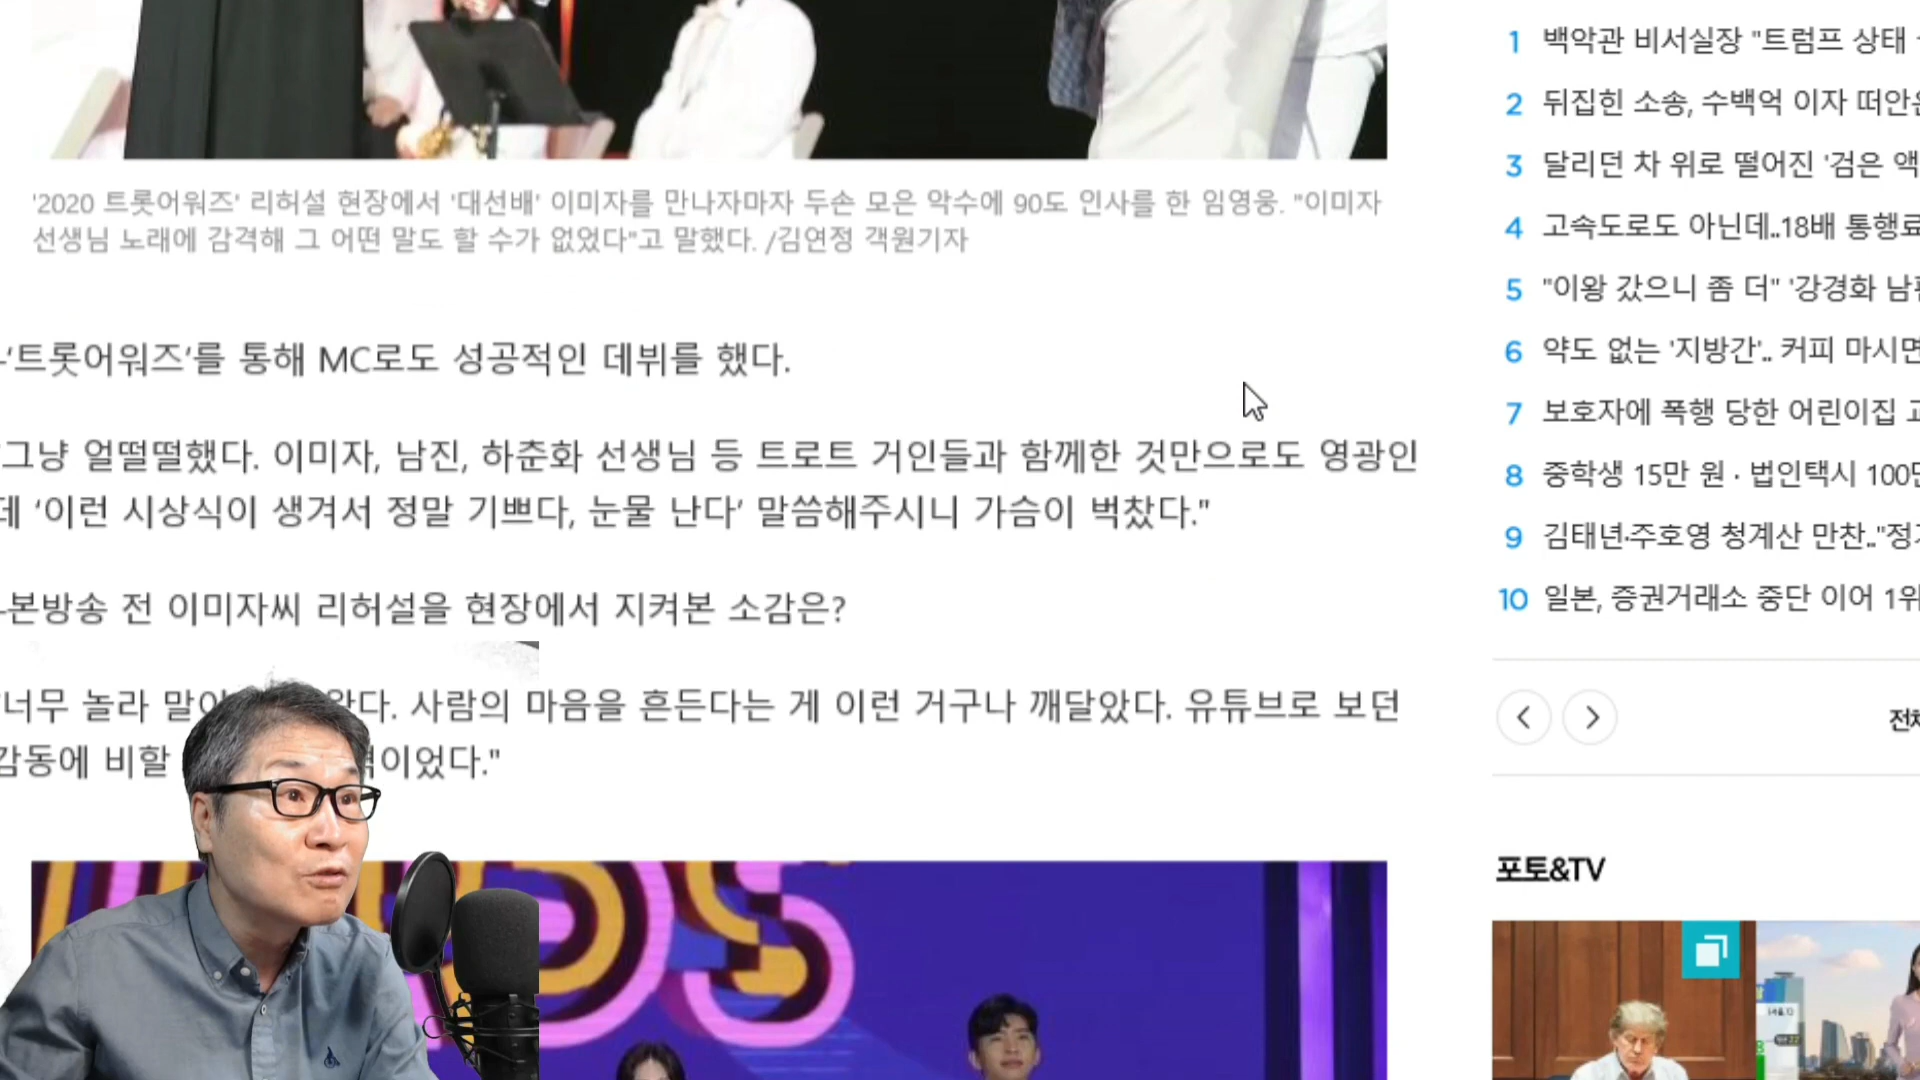 '2020 트롯어워즈' 리허설 현장에서 '대선배' 이미자를 만나자마자 두손 모은 악수에 90도 인사를 한 임영웅. "이미자
선생님 노래에 감격해 그 어떤 말도 할 수가 없었다"고 말했다. /김연정 객원기자
-'트롯어워즈'를 통해 MC로도 성공적인 데뷔를 했다.
그냥 얼떨떨했다. 이미자, 남진, 하춘화 선생님 등 트로트 거인들과 함께한 것만으로도 영광인
데 '이런 시상식이 생겨서 정말 기쁘다, 눈물 난다' 말씀해주시니 가슴이 벅찼다."
-본방송 전 이미자씨 리허설을 현장에서 지켜본 소감은?
너무 놀라 말이 왔다. 사람의 마음을 흔든다는 게 이런 거구나 깨달았다. 유튜브로 보던
감동에 비할 이었다."
1 백악관 비서실장 "트럼프 상태
2 뒤집힌 소송, 수백억 이자 떠안은
3 달리던 차 위로 떨어진 '검은 액
4 고속도로도 아닌데..18배 통행료
5 "이왕 갔으니 좀 더" '강경화 남편
6 약도 없는 '지방간'.. 커피 마시면
7 보호자에 폭행 당한 어린이집 교
8 중학생 15만 원·법인택시 100만
9 김태년·주호영 청계산 만찬.."정기
10 일본, 증권거래소 중단 이어 1위
전체
포토&TV